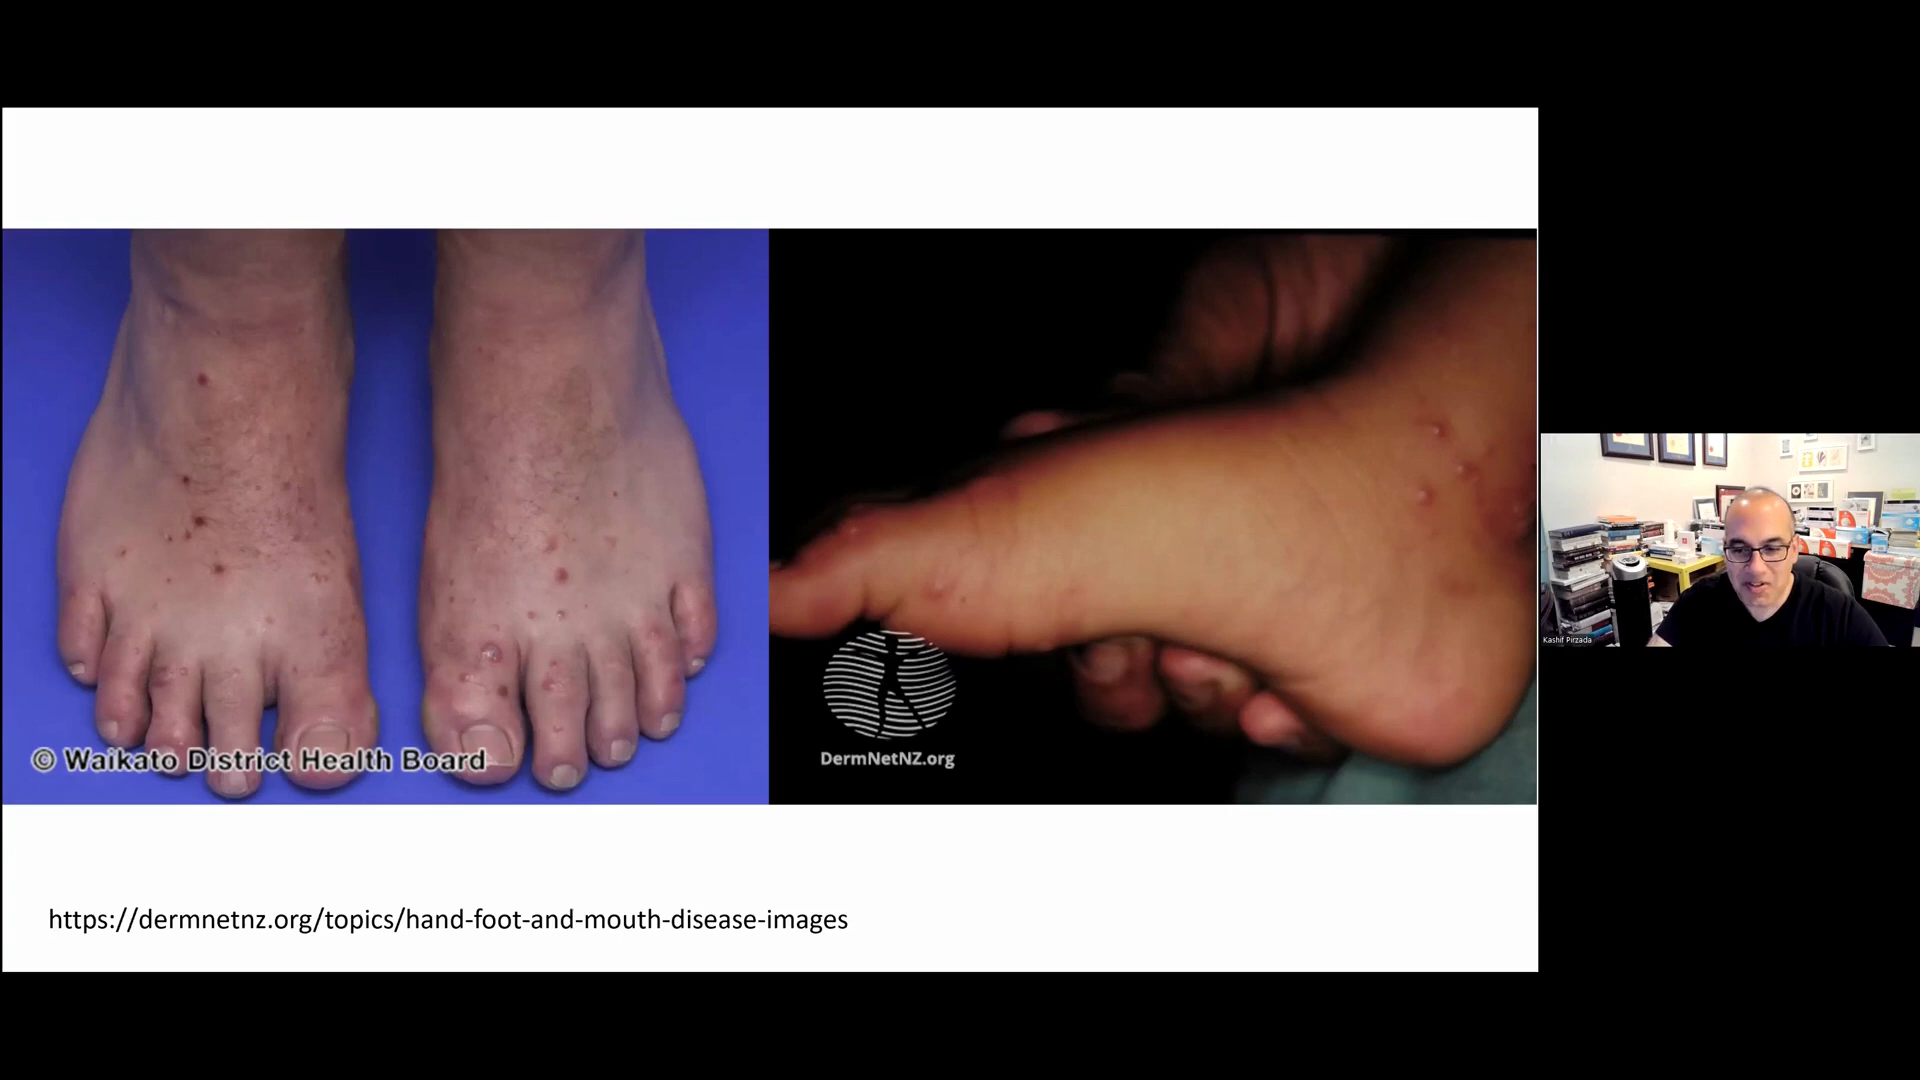 © Waikato District Health Board
DermNetNZ.org
https://dermnetnz.org/topics/hand-foot-and-mouth-disease-images
Kashif Pirzada